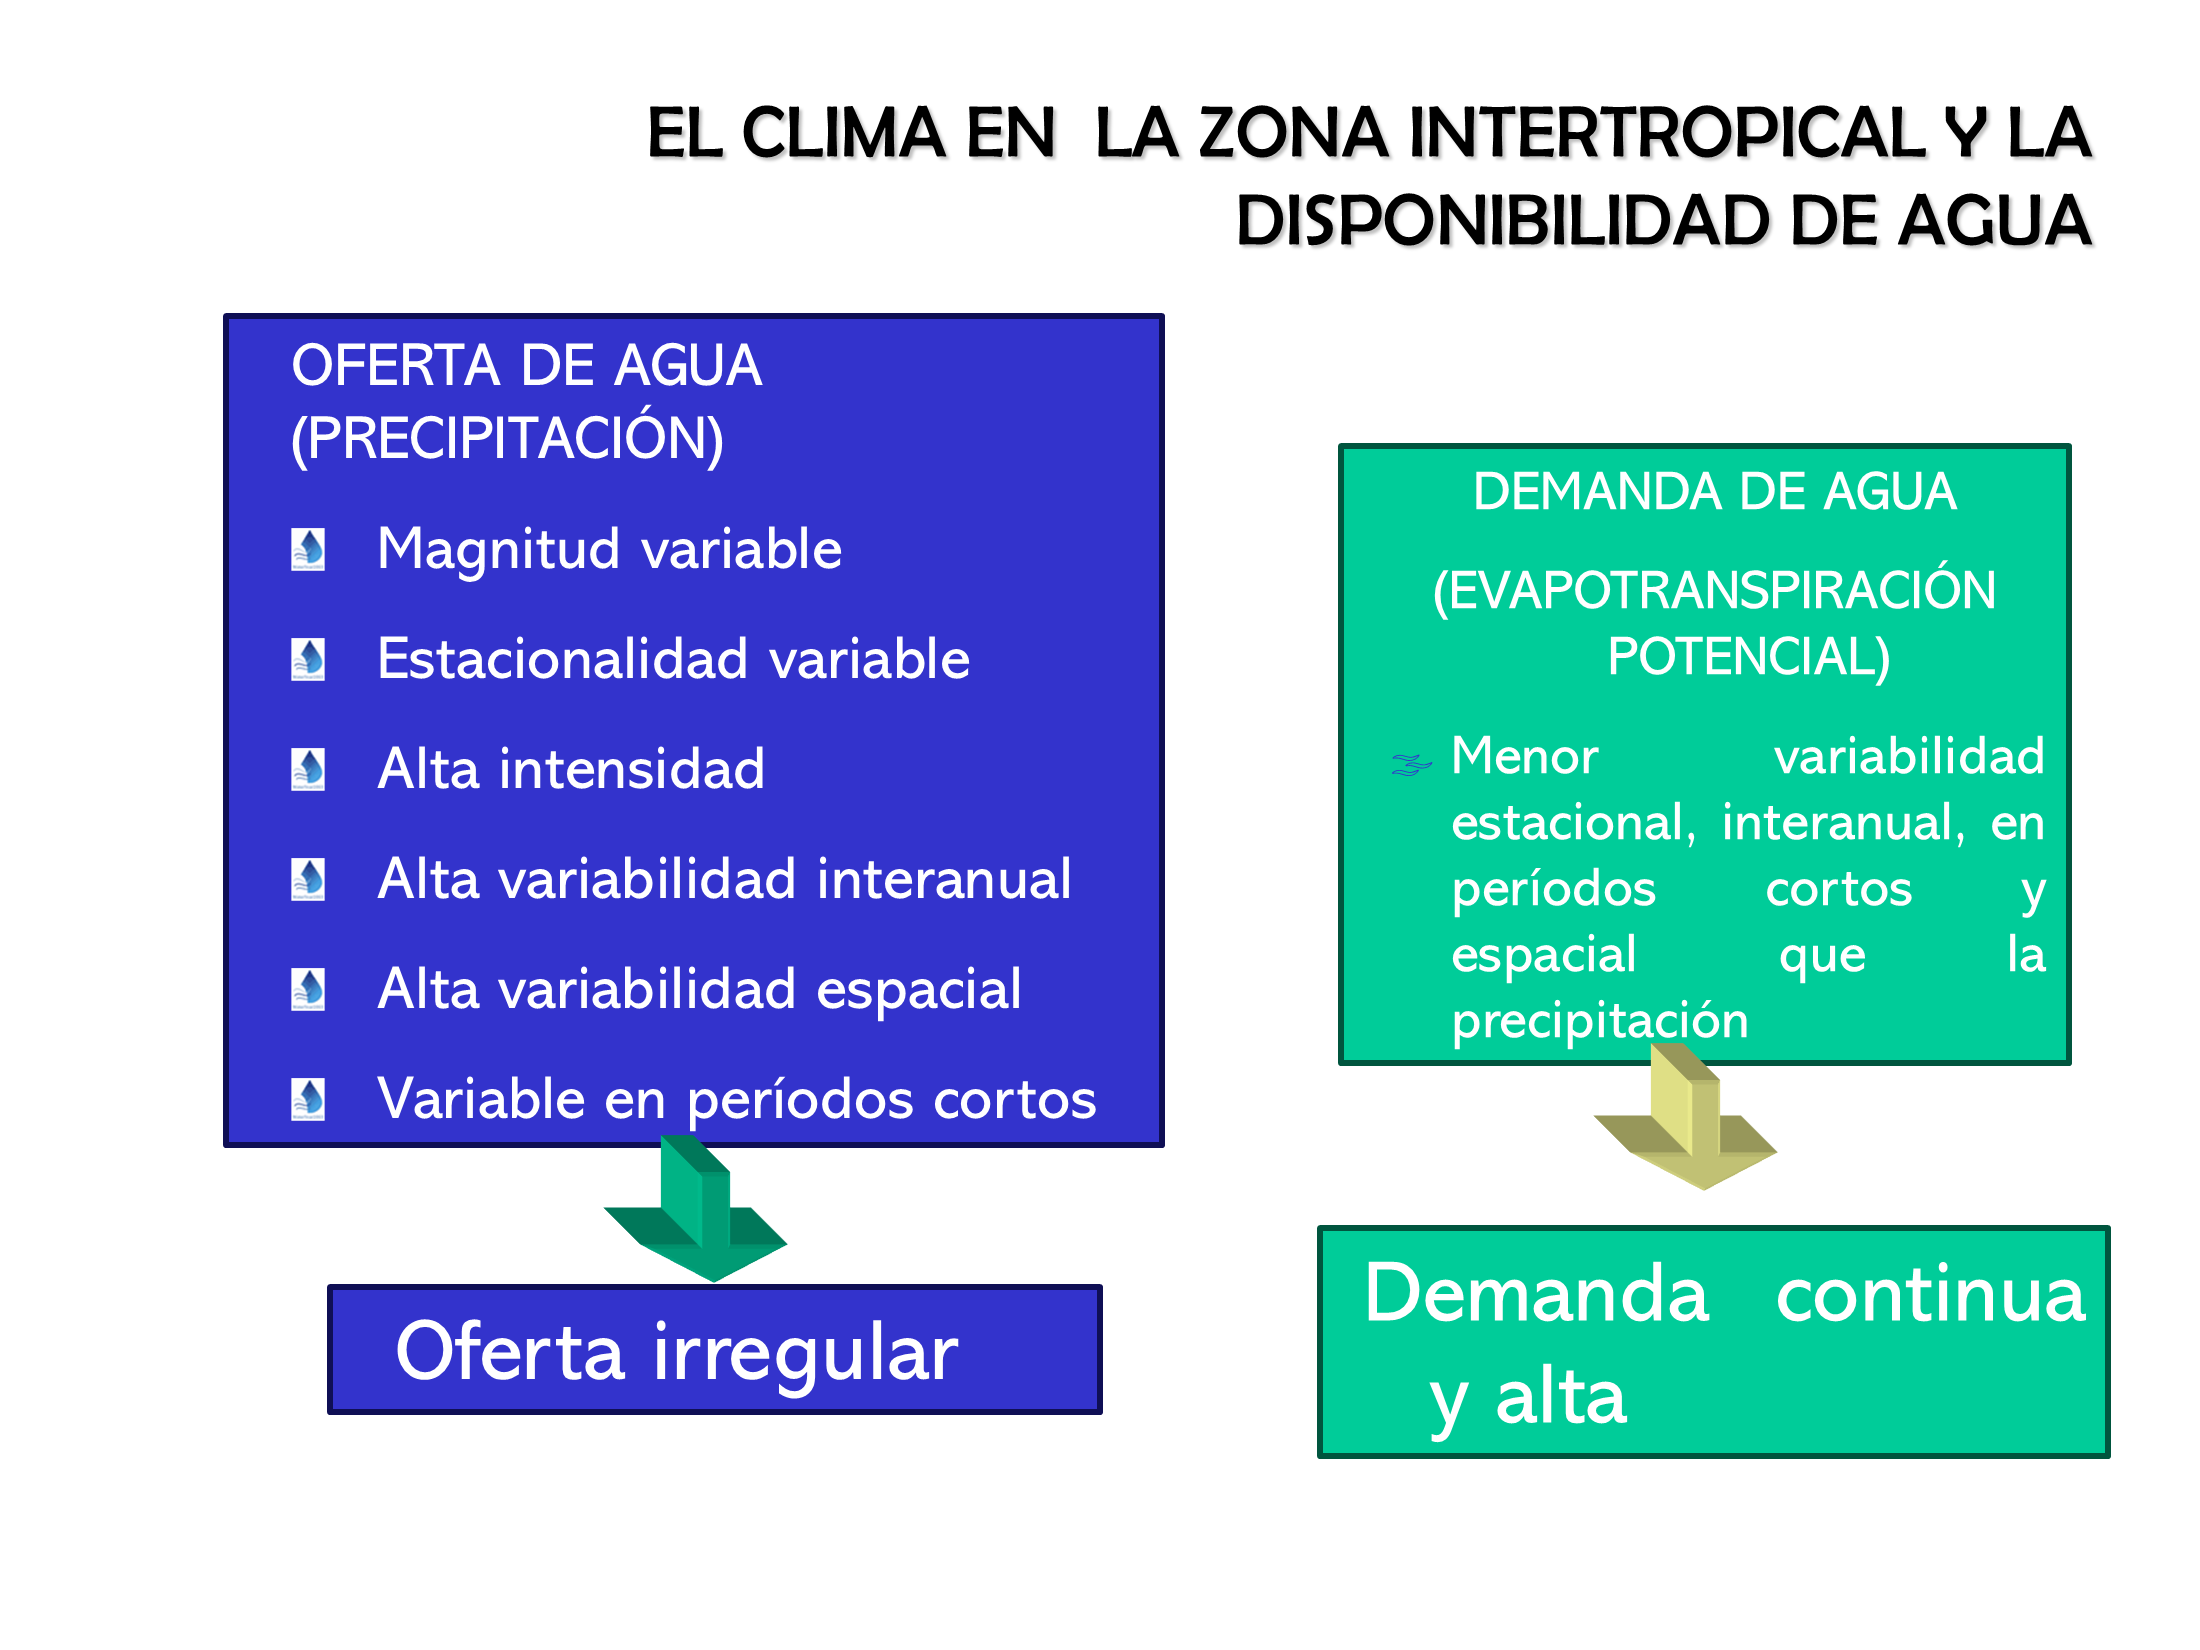 EL CLIMA EN LA ZONA INTERTROPICAL Y LA
DISPONIBILIDAD DE AGUA
OFERTA DE AGUA
(PRECIPITACIÓN)
Magnitud variable
Estacionalidad variable
Alta intensidad
Alta variabilidad interanual
Alta variabilidad espacial
Variable en períodos cortos
Oferta irregular
DEMANDA DE AGUA
(EVAPOTRANSPIRACIÓN
POTENCIAL)
Menor variabilidad
estacional, interanual, en
períodos cortos y
espacial que la
precipitación
Demanda continua
y alta